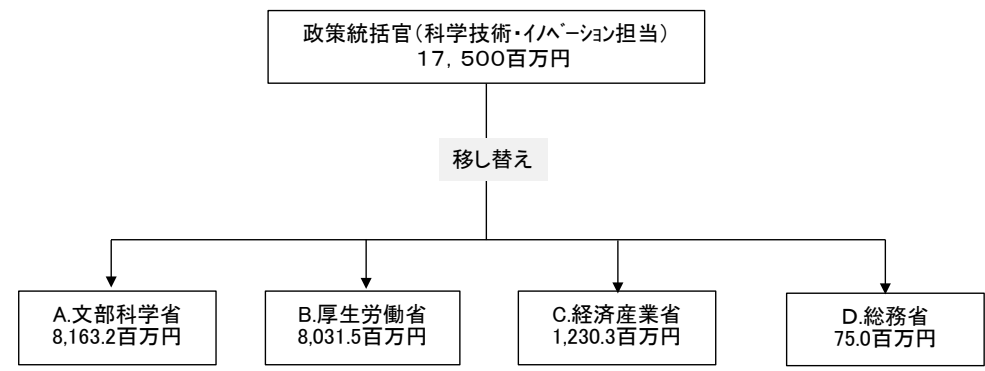 政策統括官(科学技術・イノベーション担当)
17,500百万円
移し替え
A.文部科学省
8,163.2百万円
B.厚生労働省
8,031.5百万円
C.経済産業省
1,230.3百万円
D.総務省
75.0百万円